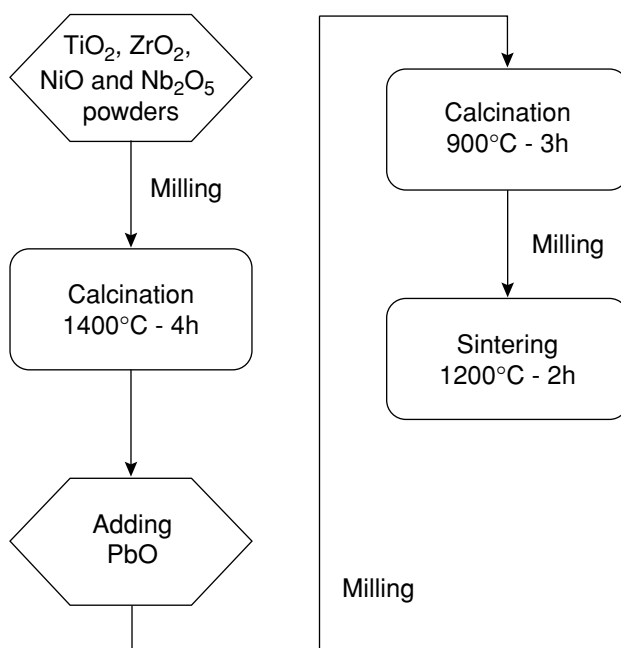 TiO₂, ZrO₂,
NiO and Nb₂O₅
powders
Milling
Calcination
1400°C - 4h
Adding
PbO
Milling
Calcination
900°C - 3h
Milling
Sintering
1200°C - 2h